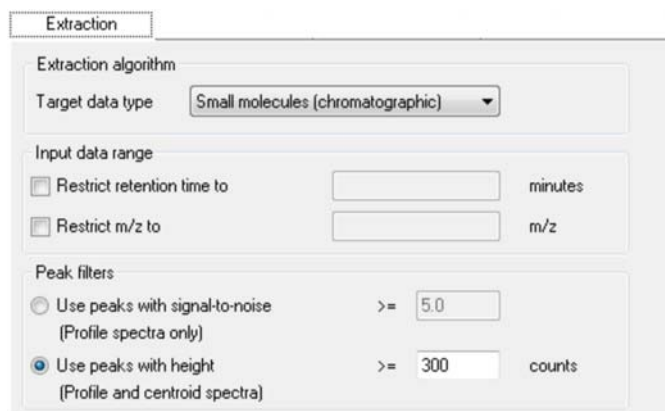 Extraction
Extraction algorithm
Target data type Small molecules (chromatographic)
Input data range
Restrict retention time to minutes
Restrict m/z to m/z
Peak filters
Use peaks with signal-to-noise >= 5.0
(Profile spectra only)
Use peaks with height >= 300 counts
(Profile and centroid spectra)